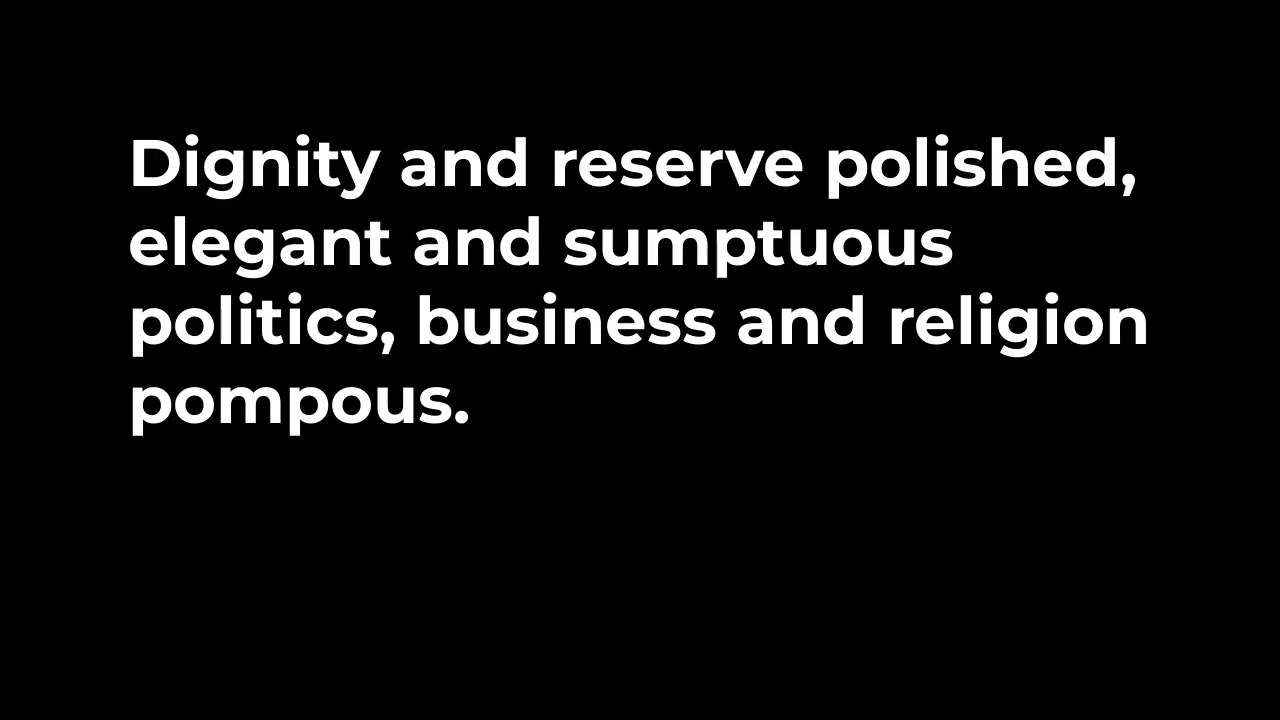 Dignity and reserve polished,
elegant and sumptuous
politics, business and religion
pompous.